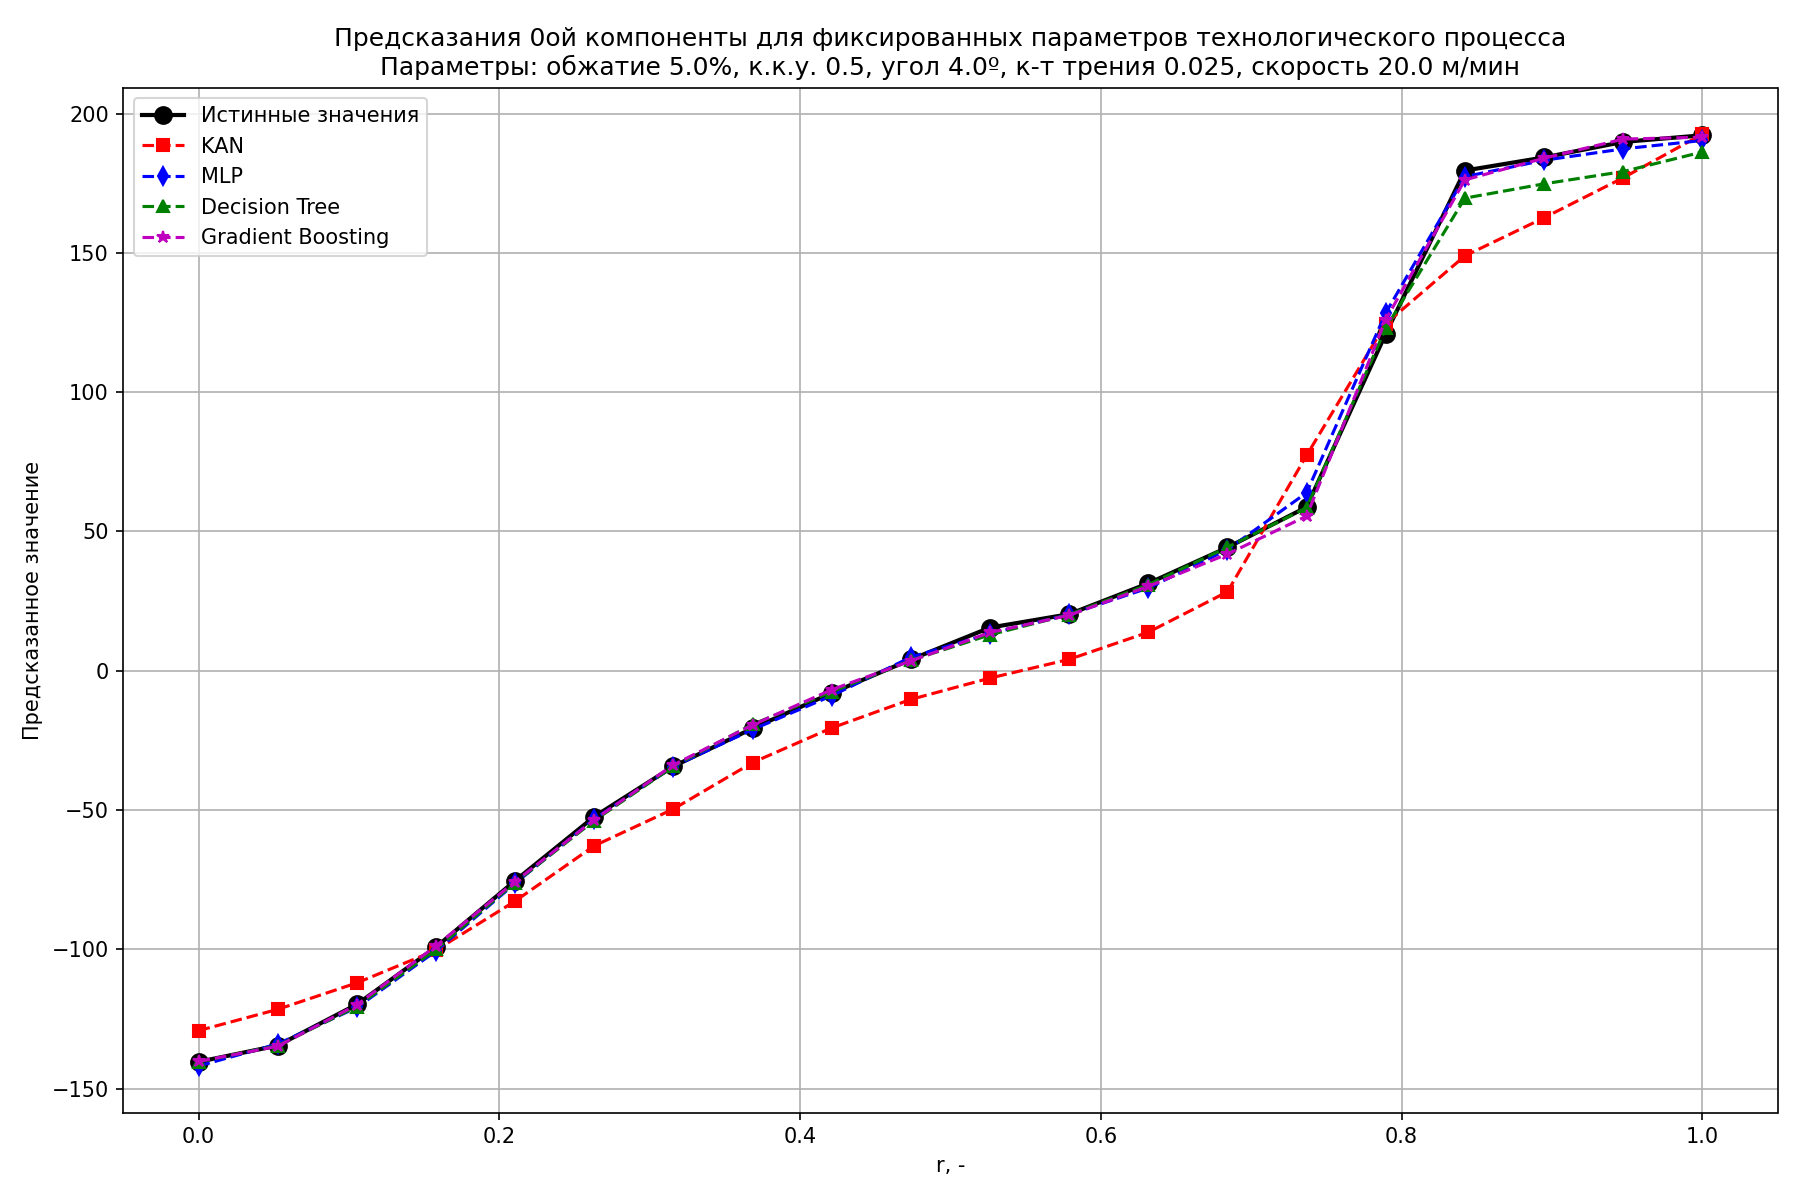 Предсказания 0ой компоненты для фиксированных параметров технологического процесса
Параметры: обжатие 5.0%, к.к.у. 0.5, угол 4.0º, к-т трения 0.025, скорость 20.0 м/мин
Истинные значения
KAN
MLP
Decision Tree
Gradient Boosting
Предсказанное значение
200
150
100
50
0
−50
−100
−150
0.0
0.2
0.4
0.6
0.8
1.0
r, -